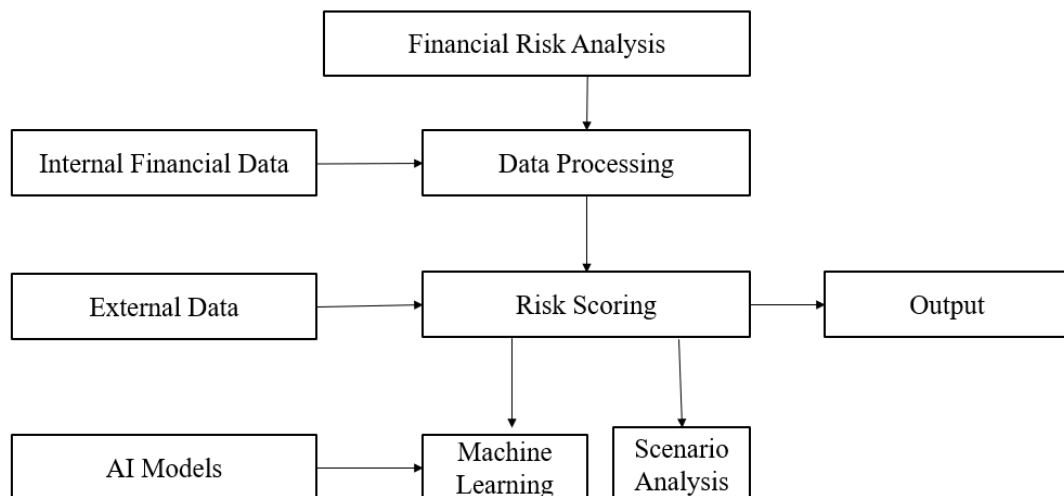 Financial Risk Analysis
Internal Financial Data
Data Processing
External Data
Risk Scoring
Output
AI Models
Machine
Learning
Scenario
Analysis